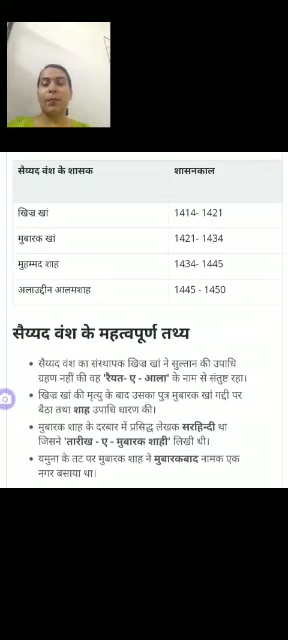 सैय्यद वंश के शासक शासनकाल
खिज्र खां 1414- 1421
मुबारक खां 1421- 1434
मुहम्मद शाह 1434- 1445
अलाउद्दीन आलमशाह 1445 - 1450
सैय्यद वंश के महत्वपूर्ण तथ्य
• सैय्यद वंश का संस्थापक खिज्र खां ने सुल्तान की उपाधि
ग्रहण नहीं की वह 'रैयत- ए - आला' के नाम से संतुष्ट रहा।
• खिज्र खां की मृत्यु के बाद उसका पुत्र मुबारक खां गद्दी पर
बैठा तथा शाह उपाधि धारण की।
• मुबारक शाह के दरबार में प्रसिद्ध लेखक सरहिन्दी था
जिसने 'तारीख - ए - मुबारक शाही' लिखी थी।
• यमुना के तट पर मुबारक शाह ने मुबारकबाद नामक एक
नगर बसाया था।